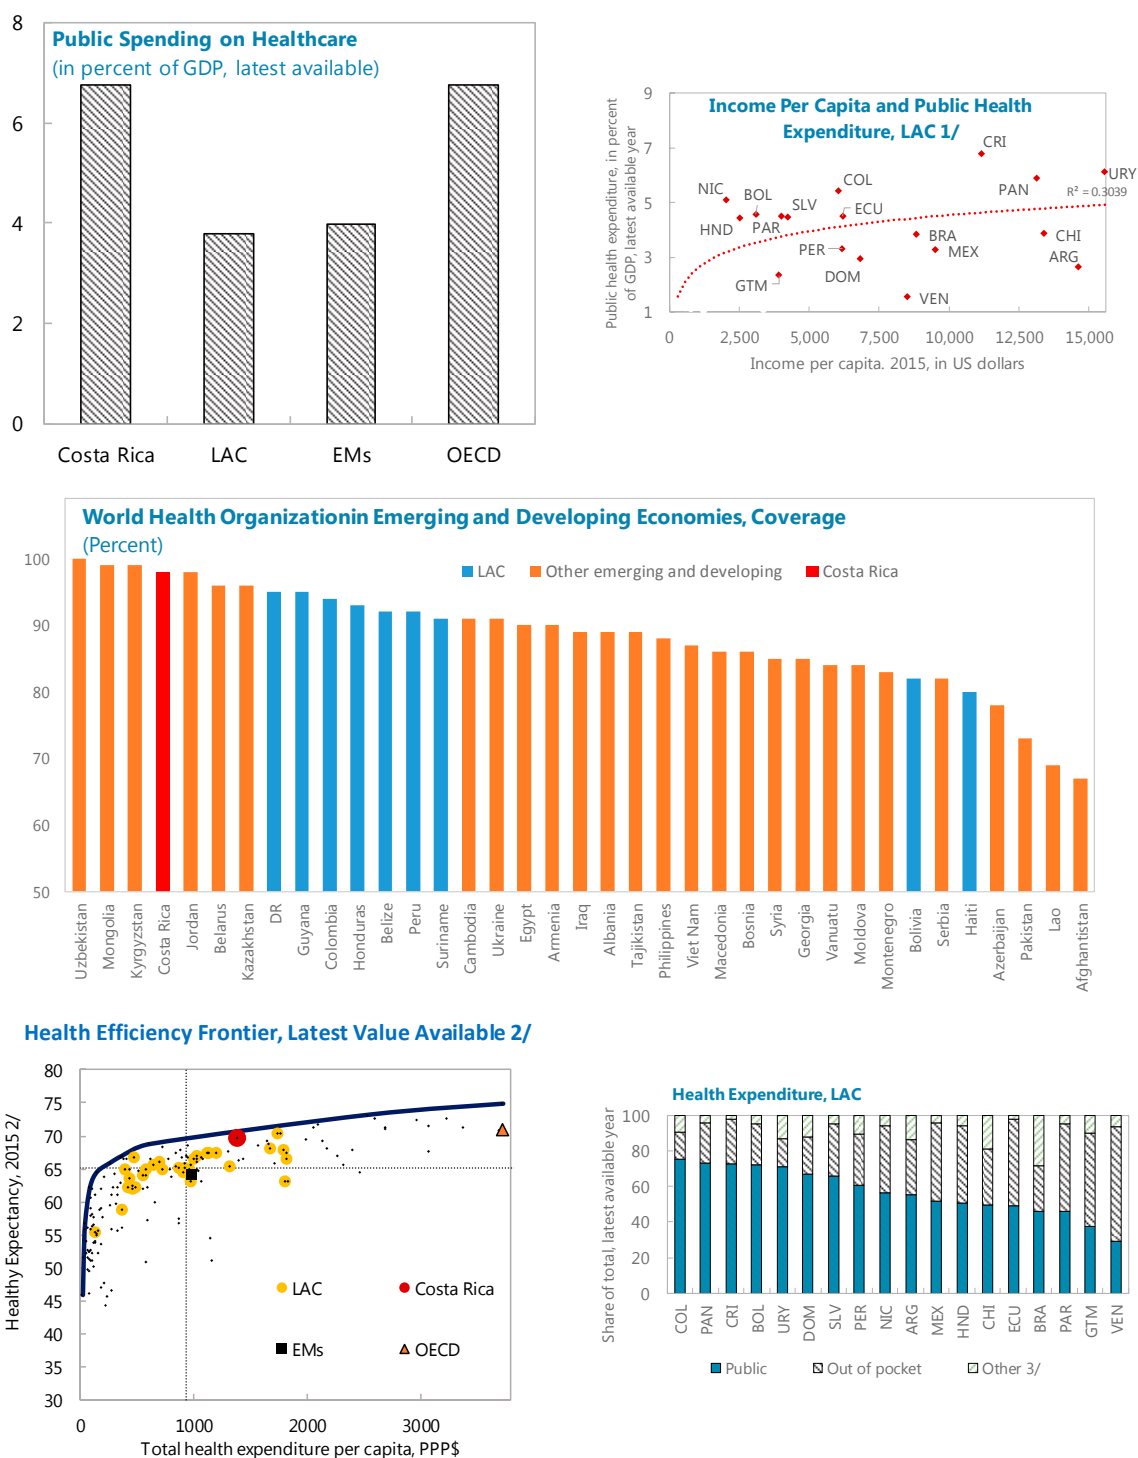 Public Spending on Healthcare
(in percent of GDP, latest available)
8
6
4
2
0
Costa Rica LAC EMs OECD
Income Per Capita and Public Health
Expenditure, LAC 1/
Public health expenditure, in percent
of GDP, latest available year
9
7
5
3
1
CRI
URY
PAN
R² = 0.3039
COL
NIC
BOL
SLV
ECU
HND
PAR
BRA
CHI
PER
MEX
ARG
GTM
DOM
VEN
0 2,500 5,000 7,500 10,000 12,500 15,000
Income per capita. 2015, in US dollars
World Health Organizationin Emerging and Developing Economies, Coverage
(Percent)
LAC Other emerging and developing Costa Rica
100
90
80
70
60
50
Uzbekistan
Mongolia
Kyrgyzstan
Costa Rica
Jordan
Belarus
Kazakhstan
DR
Guyana
Colombia
Honduras
Belize
Peru
Suriname
Cambodia
Ukraine
Egypt
Armenia
Iraq
Albania
Tajikistan
Philippines
Viet Nam
Macedonia
Bosnia
Syria
Georgia
Vanuatu
Moldova
Montenegro
Bolivia
Serbia
Haiti
Azerbaijan
Pakistan
Lao
Afghantistan
Health Efficiency Frontier, Latest Value Available 2/
Healthy Expectancy, 2015 2/
80
75
70
65
60
55
50
45
40
35
30
LAC Costa Rica
EMs OECD
0 1000 2000 3000
Total health expenditure per capita, PPP$
Health Expenditure, LAC
Share of total, latest available year
100
80
60
40
20
0
COL
PAN
CRI
BOL
URY
DOM
SLV
PER
NIC
ARG
MEX
HND
CHI
ECU
BRA
PAR
GTM
VEN
Public Out of pocket Other 3/